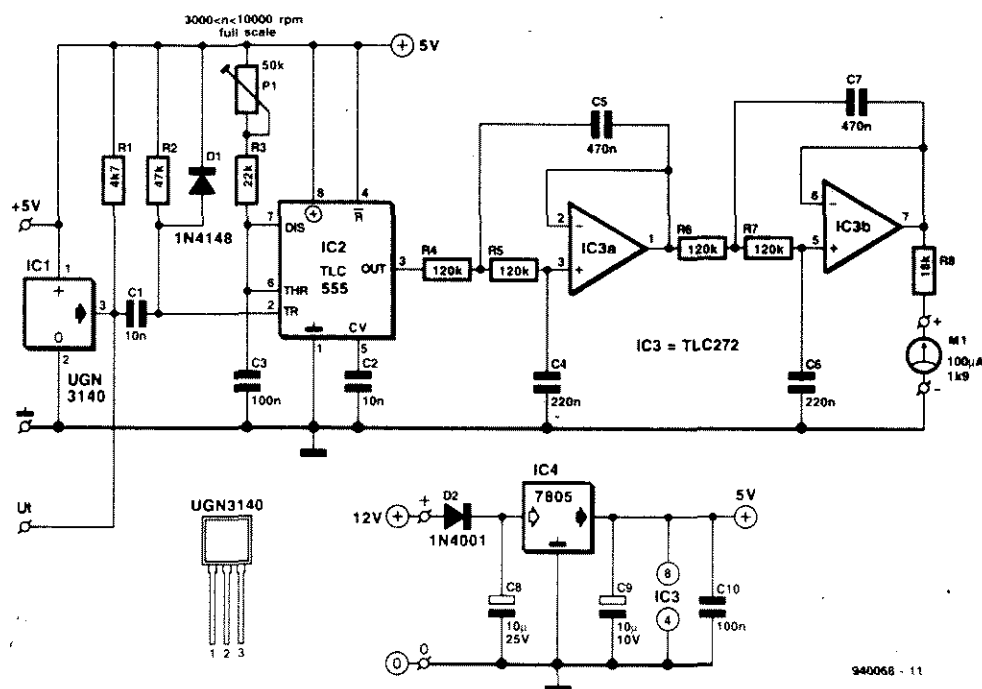 3000<n<10000 rpm
full scale
5V
50k
P1
R1
4k7
R2
47k
D1
1N4148
R3
22k
+5V
IC1
1
+
3
0
2
UGN
3140
C1
10n
8
4
R
7
DIS
IC2
TLC
555
OUT
3
6
THR
2
TR
CV
1
5
C3
100n
C2
10n
R4
120k
R5
120k
C5
470n
2
3
IC3a
1
C4
220n
R6
120k
R7
120k
C7
470n
6
5
IC3b
7
R8
18k
IC3 = TLC272
C6
220n
+
M1
100µA
1k9
-
Ut
UGN3140
1 2 3
12V
+
D2
1N4001
IC4
7805
5V
C8
10µ
25V
C9
10µ
10V
8
IC3
4
C10
100n
0
0
940068 - 11